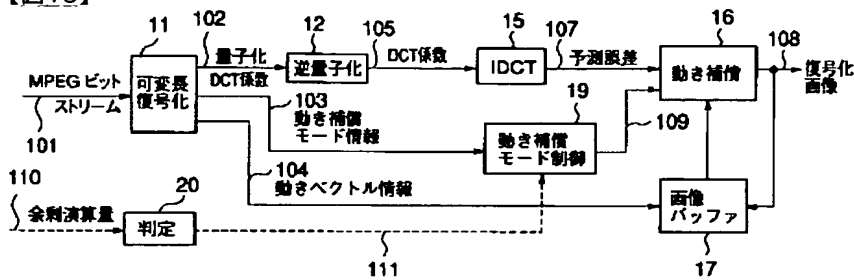 11
102
量子化
DCT係数
12
逆量子化
105
DCT係数
15
IDCT
107
予測誤差
16
動き補償
108
復号化
画像
MPEGビット
ストリーム
101
可変長
復号化
103
動き補償
モード情報
19
動き補償
モード制御
109
104
動きベクトル情報
110
余剰演算量
20
判定
111
画像
バッファ
17